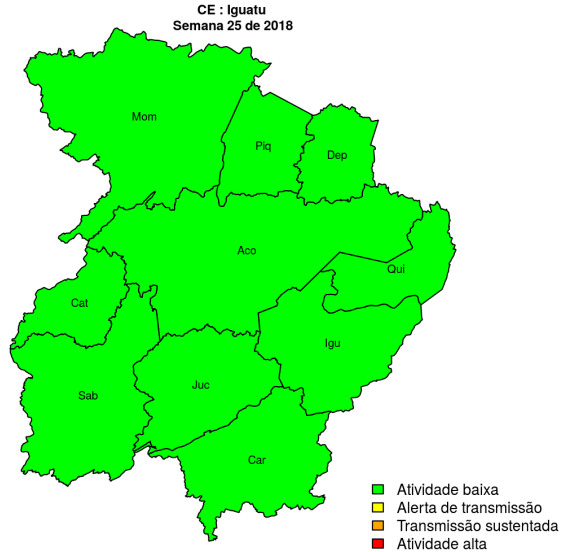 CE : Iguatu
Semana 25 de 2018
Mom
Piq
Dep
Aco
Qui
Cat
Igu
Juc
Sab
Car
Atividade baixa
Alerta de transmissão
Transmissão sustentada
Atividade alta